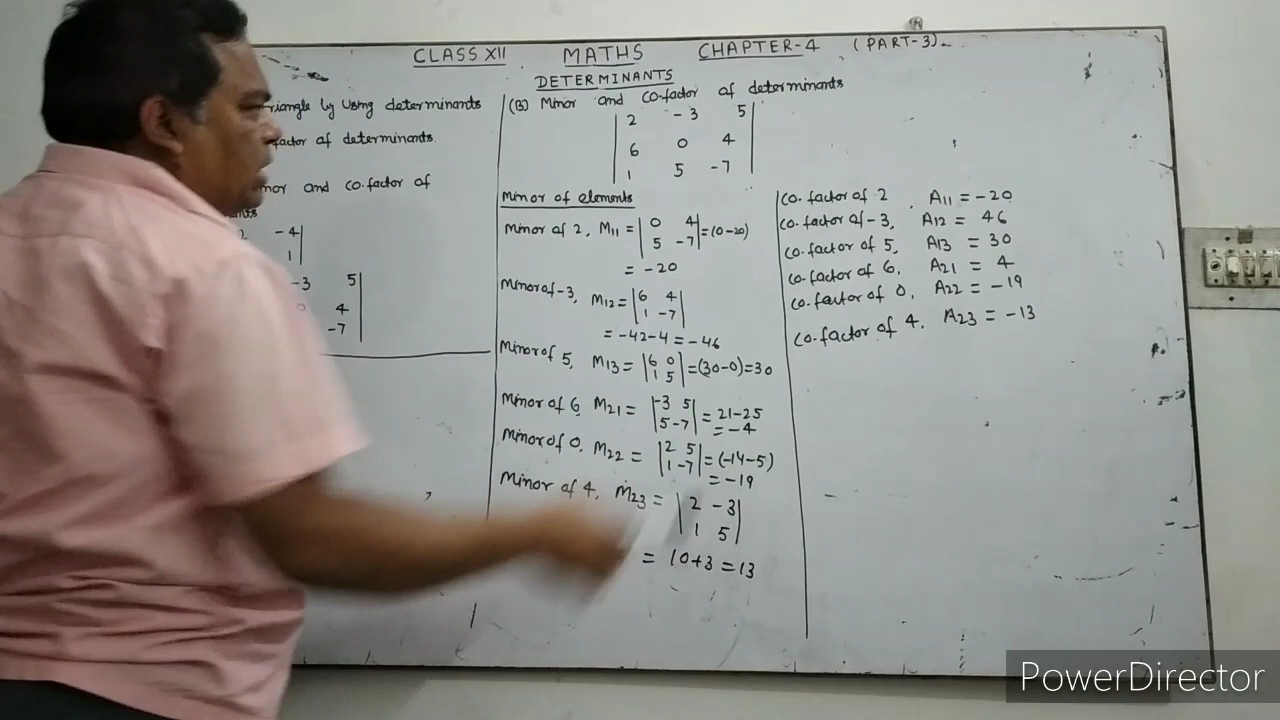 CLASS XII MATHS CHAPTER-4 (PART-3)
DETERMINANTS
by using determinants
of determinants
and co.factor of
-4
1
-3 5
4
-7
(B) Minor and co-factor of determinants
2 -3 5
6 0 4
1 5 -7
Minor of elements
Minor of 2, M11 = | 0 4 | = (0-20)
| 5 -7 |
= -20
Minor of -3, M12 = | 6 4 |
| 1 -7 |
= -42-4 = -46
Minor of 5, M13 = | 6 0 | = (30-0) = 30
| 1 5 |
Minor of 6, M21 = | -3 5 | = 21-25
| 5 -7 | = -4
Minor of 0, M22 = | 2 5 | = (-14-5)
| 1 -7 | = -19
Minor of 4, M23 = | 2 -3 |
| 1 5 |
= 10+3 = 13
co.factor of 2, A11 = -20
co.factor of -3, A12 = 46
co.factor of 5, A13 = 30
co.factor of 6, A21 = 4
co.factor of 0, A22 = -19
co.factor of 4. A23 = -13
PowerDirector